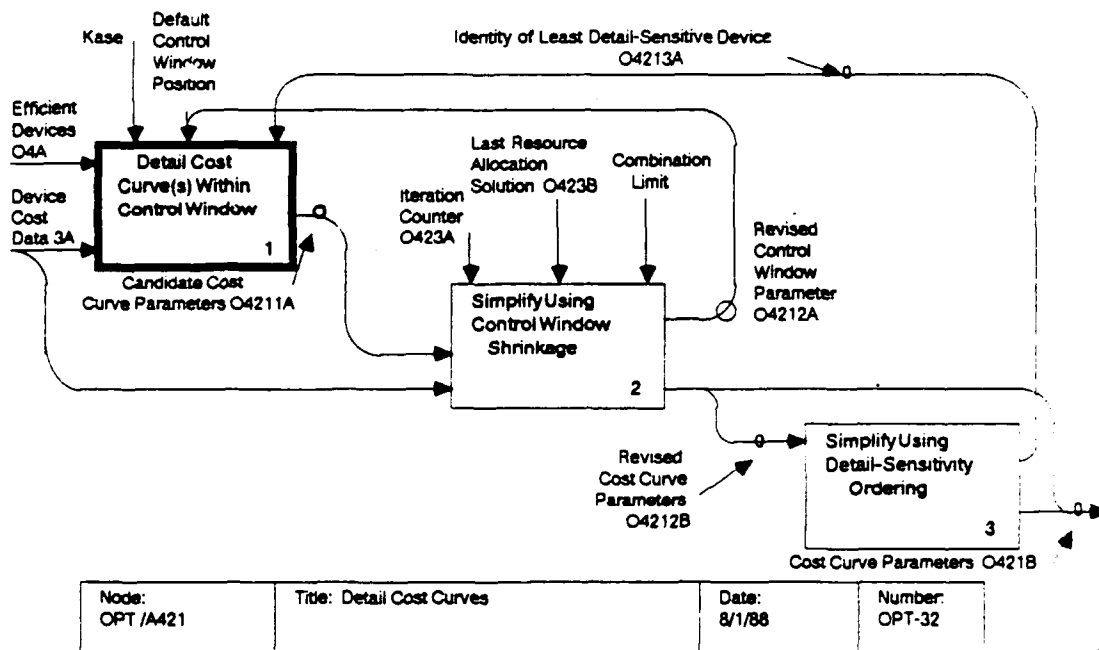 Kase
Default
Control
Window
Position
Identity of Least Detail-Sensitive Device
O4213A
Efficient
Devices
O4A
Device
Cost
Data 3A
Detail Cost
Curve(s) Within
Control Window
1
Candidate Cost
Curve Parameters O4211A
Iteration
Counter
O423A
Last Resource
Allocation
Solution O423B
Combination
Limit
Revised
Control
Window
Parameter
O4212A
Simplify Using
Control Window
Shrinkage
2
Revised
Cost Curve
Parameters
O4212B
Simplify Using
Detail-Sensitivity
Ordering
3
Cost Curve Parameters O421B
Node:
OPT /A421
Title: Detail Cost Curves
Date:
8/1/88
Number:
OPT-32